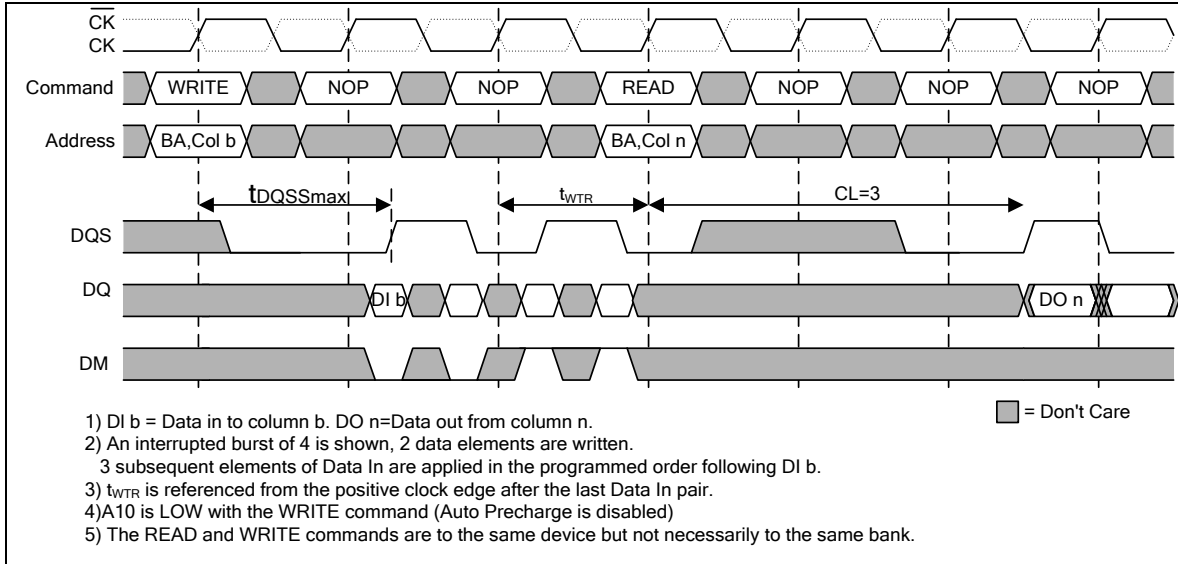 CK
CK
Command WRITE NOP NOP READ NOP NOP NOP
Address BA,Col b BA,Col n
tDQSSmax tWTR CL=3
DQS
DQ DI b DO n
DM
1) DI b = Data in to column b. DO n=Data out from column n.
2) An interrupted burst of 4 is shown, 2 data elements are written.
3 subsequent elements of Data In are applied in the programmed order following DI b.
3) tWTR is referenced from the positive clock edge after the last Data In pair.
4)A10 is LOW with the WRITE command (Auto Precharge is disabled)
5) The READ and WRITE commands are to the same device but not necessarily to the same bank.
= Don't Care